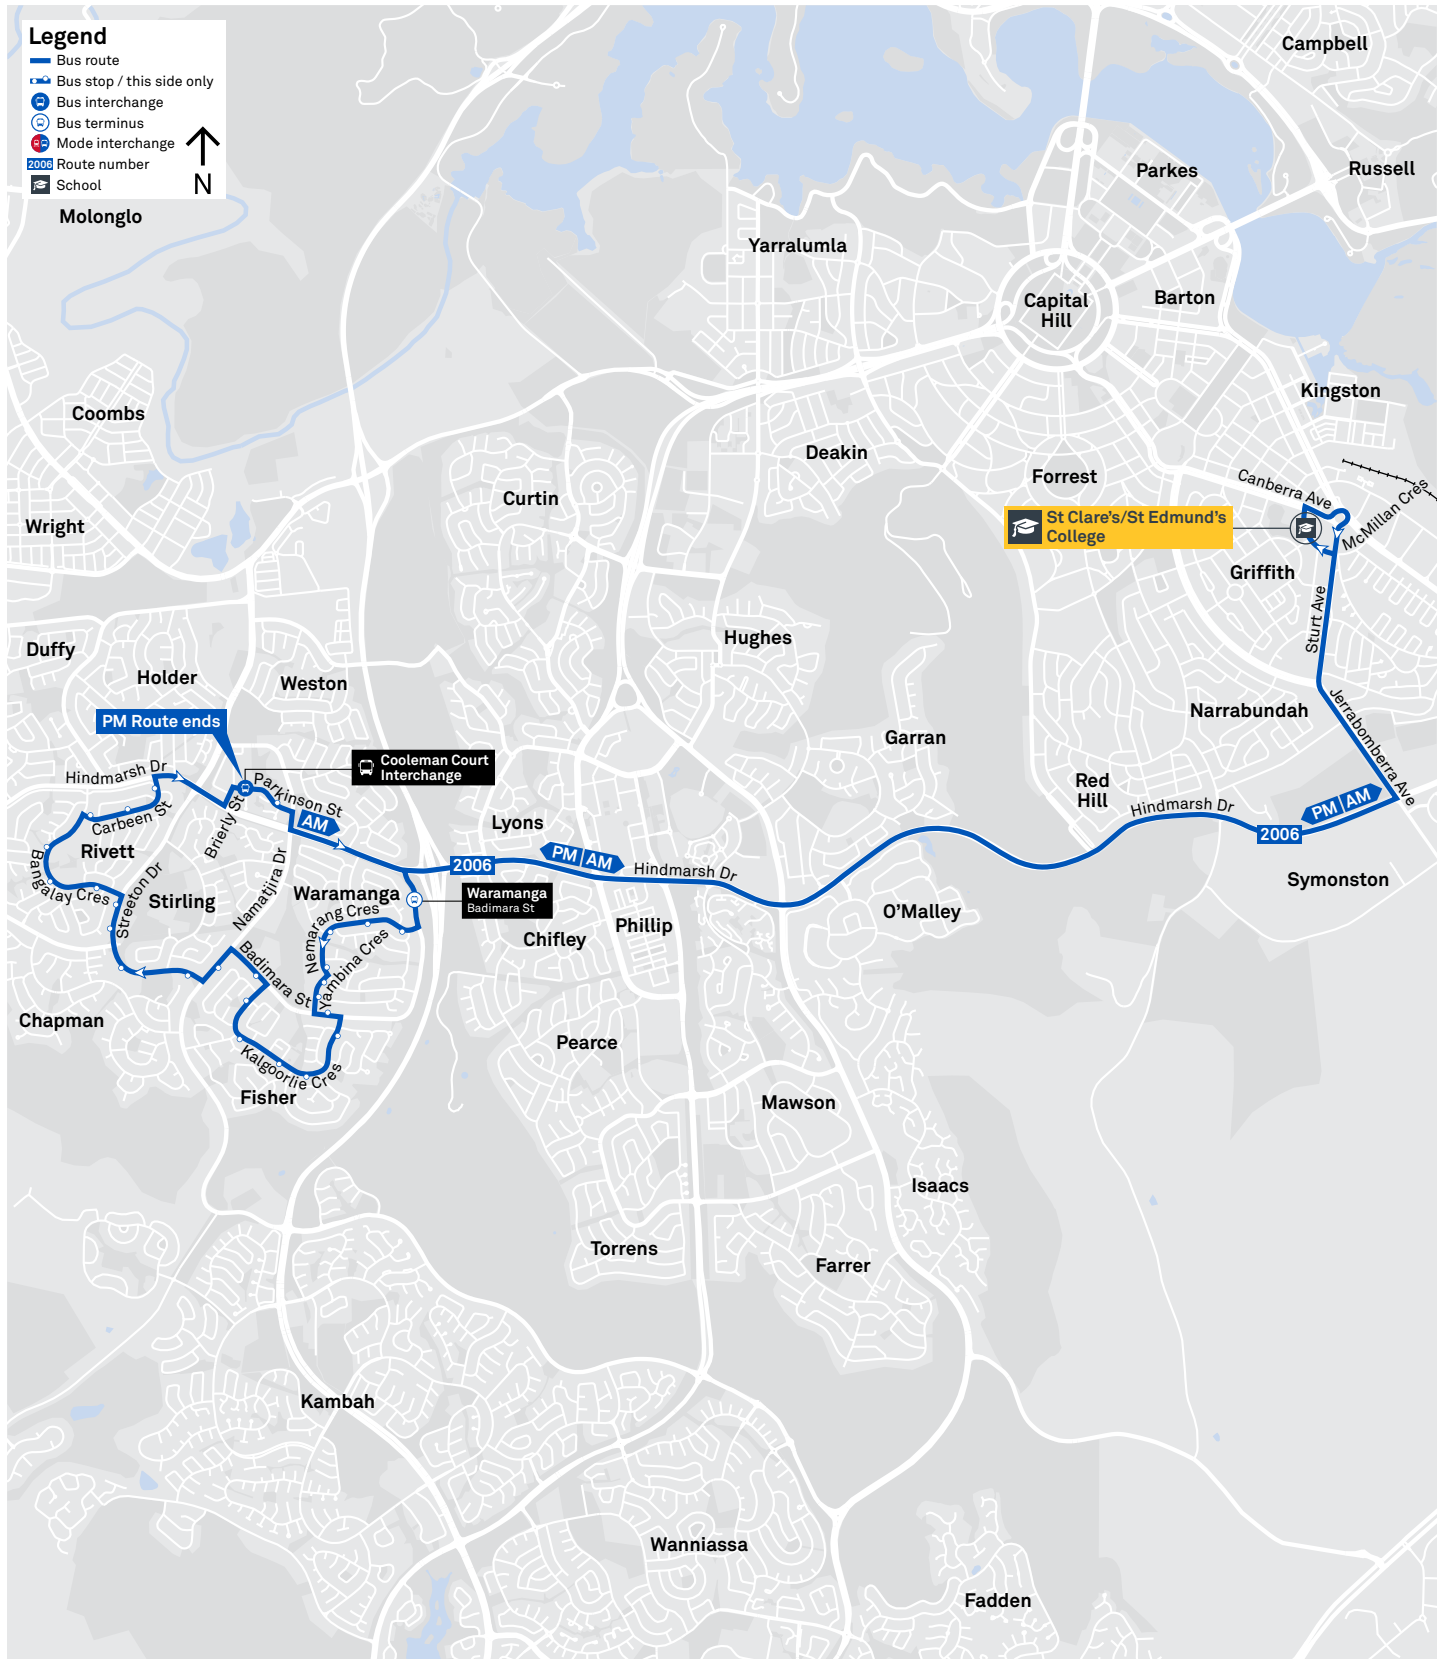 Legend
Bus route
Bus stop / this side only
Bus interchange
Bus terminus
Mode interchange
2006 Route number
School
N
Campbell
Parkes
Russell
Molonglo
Yarralumla
Capital
Hill
Barton
Kingston
Coombs
Deakin
Forrest
Canberra Ave
McMillan Cres
Curtin
Wright
St Clare's/St Edmund's
College
Griffith
Sturt Ave
Duffy
Hughes
Holder
Weston
PM Route ends
Narrabundah
Jerrabomberra Ave
Garran
Cooleman Court
Interchange
Hindmarsh Dr
Parkinson St
Red
Hill
Hindmarsh Dr
PM AM
2006
Carbeen St
Brierly St
AM
Lyons
PM AM
2006
Hindmarsh Dr
Rivett
Bangalay Cres
Streeton Dr
Stirling
Namatjira Dr
Waramanga
Waramanga
Badimara St
Symonston
O'Malley
Nemarang Cres
Yambina Cres
Chifley
Phillip
Badimara St
Chapman
Pearce
Kalgoorlie Cres
Fisher
Mawson
Isaacs
Torrens
Farrer
Kambah
Wanniassa
Fadden